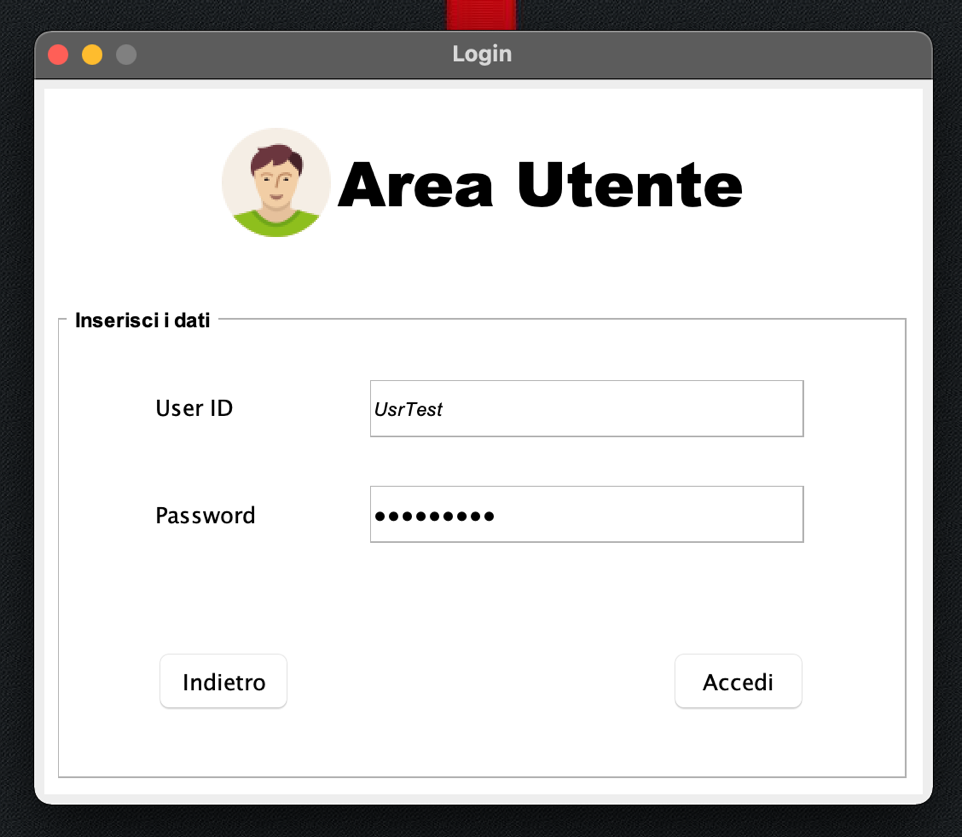 Login
Area Utente
Inserisci i dati
User ID
UsrTest
Password
•••••••••
Indietro
Accedi